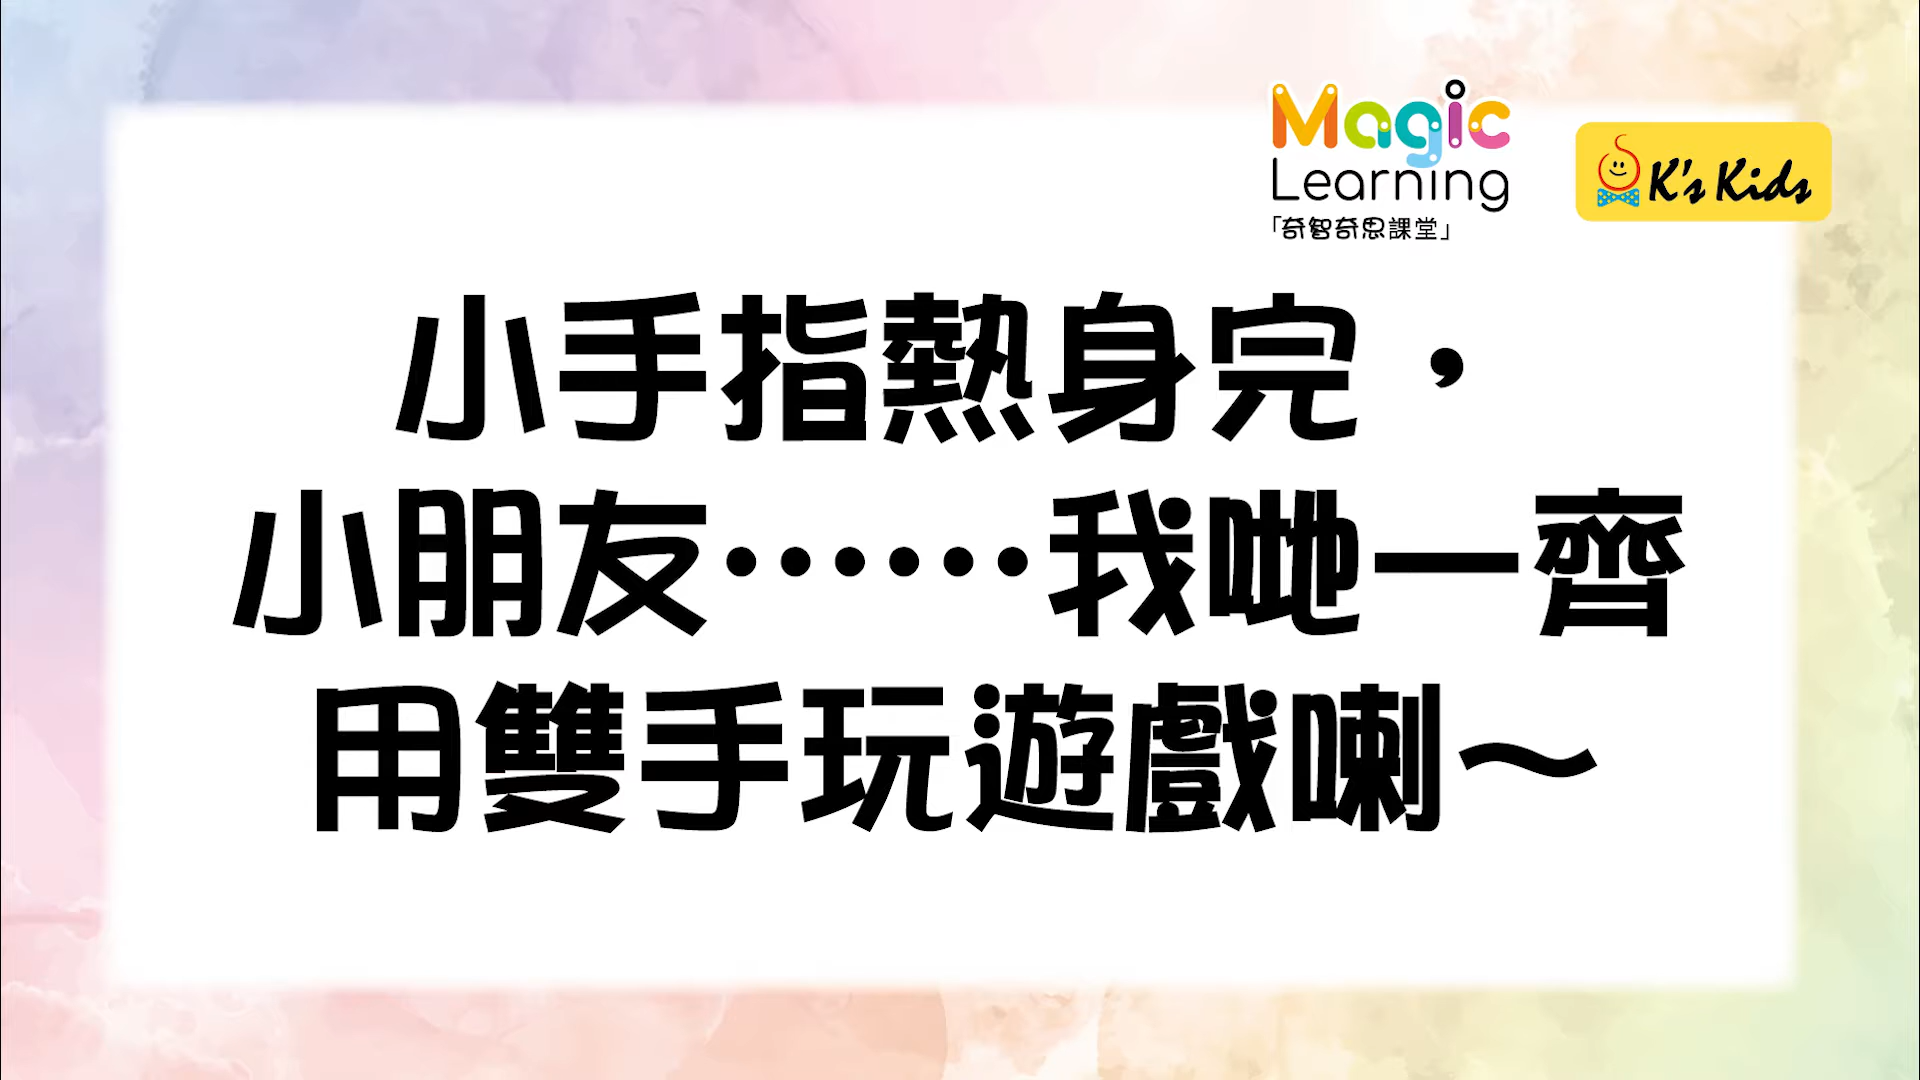 Magic
Learning
「奇智奇思課堂」
K's Kids
小手指熱身完，
小朋友……我哋一齊
用雙手玩遊戲喇～